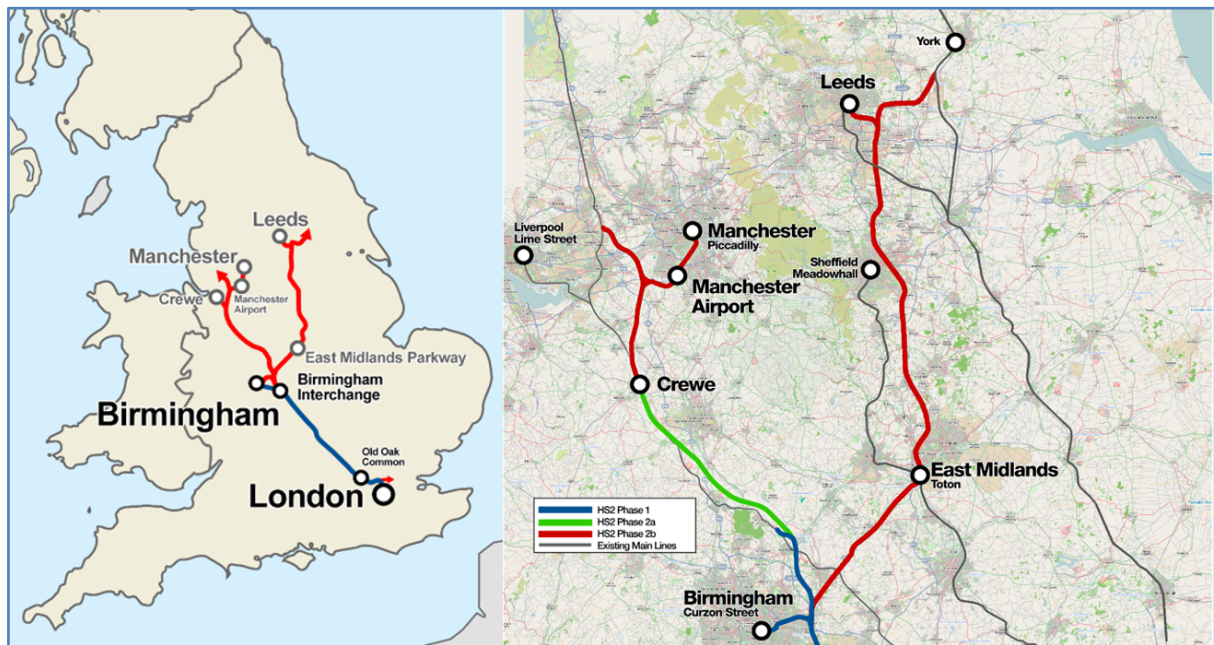 Leeds
Manchester
Crewe
Manchester
Airport
East Midlands Parkway
Birmingham
Interchange
Birmingham
Old Oak
Common
London
York
Leeds
Liverpool
Lime Street
Manchester
Piccadilly
Manchester
Airport
Sheffield
Meadowhall
Crewe
East Midlands
Toton
HS2 Phase 1
HS2 Phase 2a
HS2 Phase 2b
Existing Main Lines
Birmingham
Curzon Street